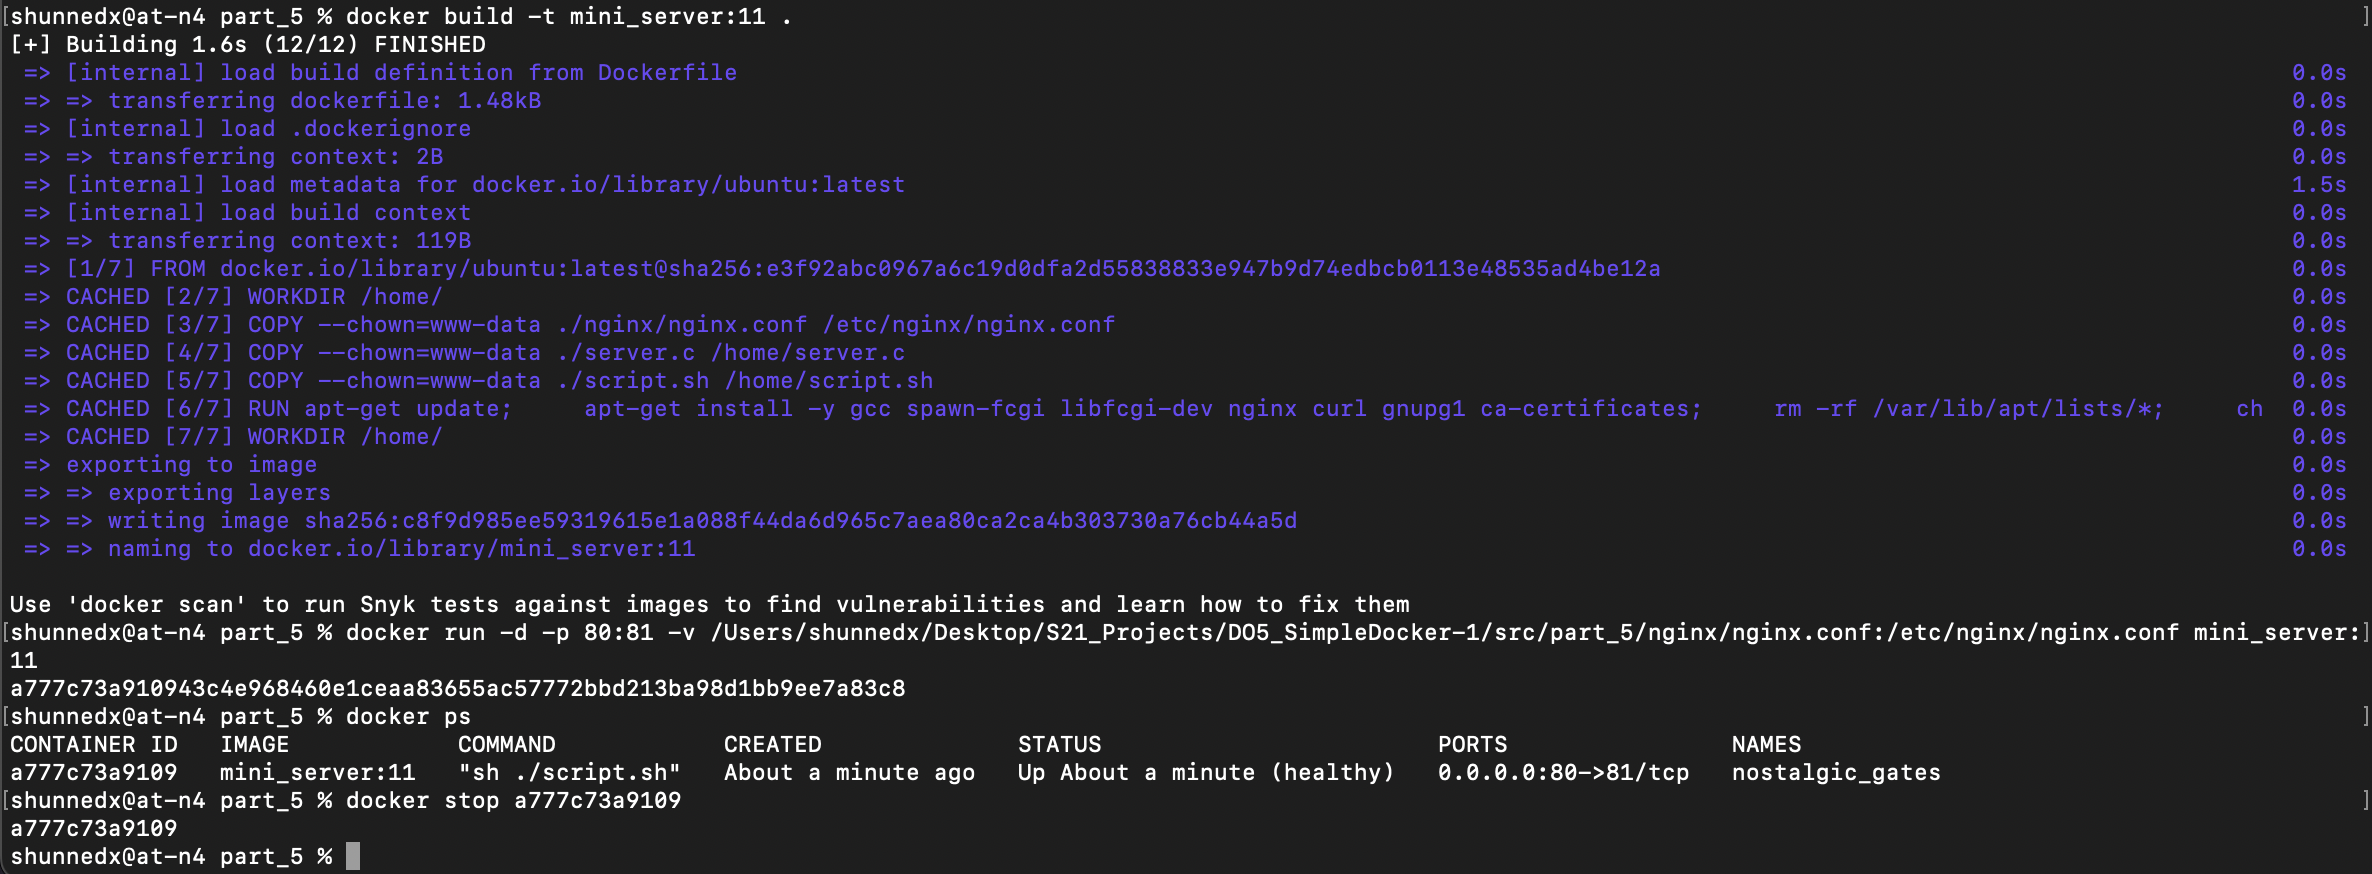 [shunnedx@at-n4 part_5 % docker build -t mini_server:11 . ]
[+] Building 1.6s (12/12) FINISHED
=> [internal] load build definition from Dockerfile 0.0s
=> => transferring dockerfile: 1.48kB 0.0s
=> [internal] load .dockerignore 0.0s
=> => transferring context: 2B 0.0s
=> [internal] load metadata for docker.io/library/ubuntu:latest 1.5s
=> [internal] load build context 0.0s
=> => transferring context: 119B 0.0s
=> [1/7] FROM docker.io/library/ubuntu:latest@sha256:e3f92abc0967a6c19d0dfa2d55838833e947b9d74edbcb0113e48535ad4be12a 0.0s
=> CACHED [2/7] WORKDIR /home/ 0.0s
=> CACHED [3/7] COPY --chown=www-data ./nginx/nginx.conf /etc/nginx/nginx.conf 0.0s
=> CACHED [4/7] COPY --chown=www-data ./server.c /home/server.c 0.0s
=> CACHED [5/7] COPY --chown=www-data ./script.sh /home/script.sh 0.0s
=> CACHED [6/7] RUN apt-get update; apt-get install -y gcc spawn-fcgi libfcgi-dev nginx curl gnupg1 ca-certificates; rm -rf /var/lib/apt/lists/*; ch 0.0s
=> CACHED [7/7] WORKDIR /home/ 0.0s
=> exporting to image 0.0s
=> => exporting layers 0.0s
=> => writing image sha256:c8f9d985ee59319615e1a088f44da6d965c7aea80ca2ca4b303730a76cb44a5d 0.0s
=> => naming to docker.io/library/mini_server:11 0.0s
Use 'docker scan' to run Snyk tests against images to find vulnerabilities and learn how to fix them
[shunnedx@at-n4 part_5 % docker run -d -p 80:81 -v /Users/shunnedx/Desktop/S21_Projects/DO5_SimpleDocker-1/src/part_5/nginx/nginx.conf:/etc/nginx/nginx.conf mini_server:]
11
a777c73a910943c4e968460e1ceaa83655ac57772bbd213ba98d1bb9ee7a83c8
[shunnedx@at-n4 part_5 % docker ps ]
CONTAINER ID IMAGE COMMAND CREATED STATUS PORTS NAMES
a777c73a9109 mini_server:11 "sh ./script.sh" About a minute ago Up About a minute (healthy) 0.0.0.0:80->81/tcp nostalgic_gates
[shunnedx@at-n4 part_5 % docker stop a777c73a9109 ]
a777c73a9109
shunnedx@at-n4 part_5 %